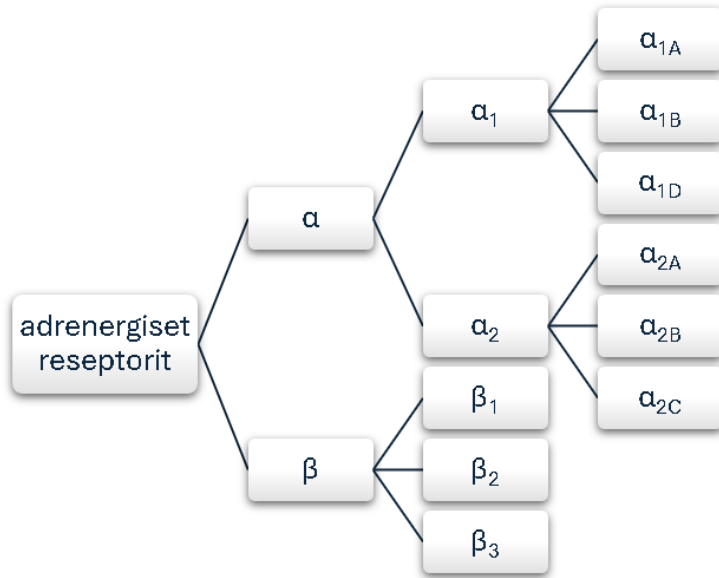 adrenergiset
reseptorit
α
β
α₁
α₂
β₁
β₂
β₃
α₁A
α₁B
α₁D
α₂A
α₂B
α₂C